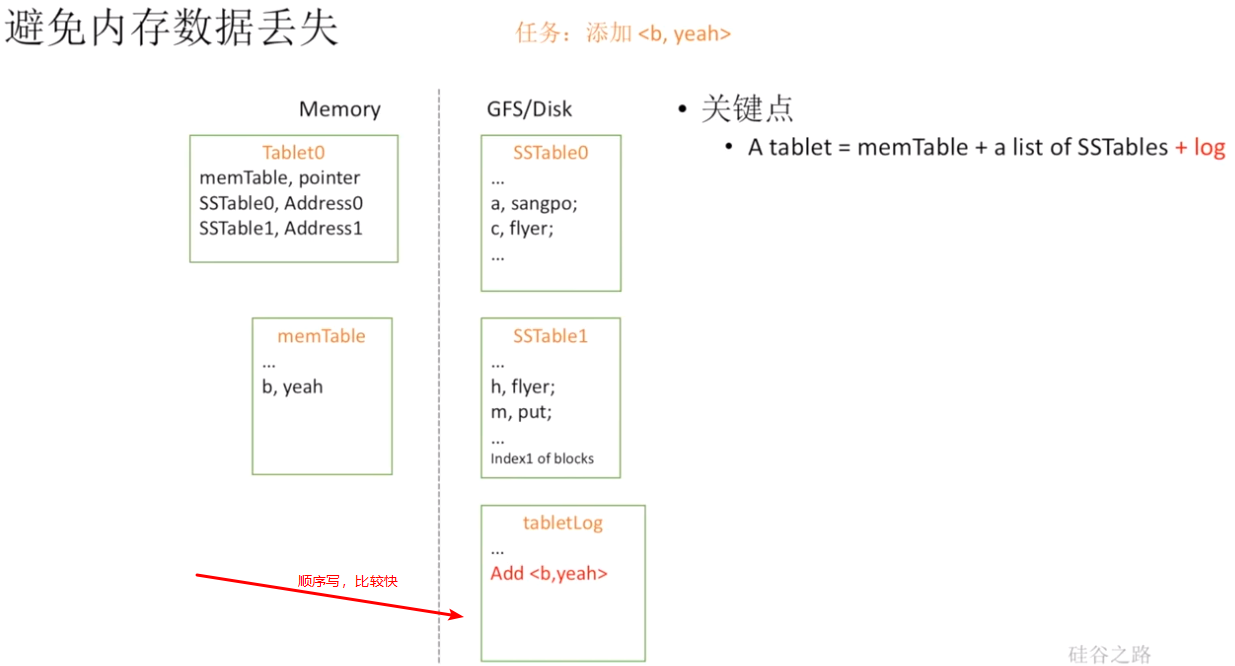 避免内存数据丢失
任务：添加 <b, yeah>
Memory
GFS/Disk
Tablet0
memTable, pointer
SSTable0, Address0
SSTable1, Address1
memTable
...
b, yeah
SSTable0
...
a, sangpo;
c, flyer;
...
SSTable1
...
h, flyer;
m, put;
...
Index1 of blocks
tabletLog
...
Add <b,yeah>
顺序写，比较快
• 关键点
• A tablet = memTable + a list of SSTables + log
硅谷之路